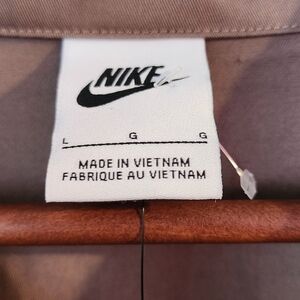 NIKE
L G G
MADE IN VIETNAM
FABRIQUE AU VIETNAM